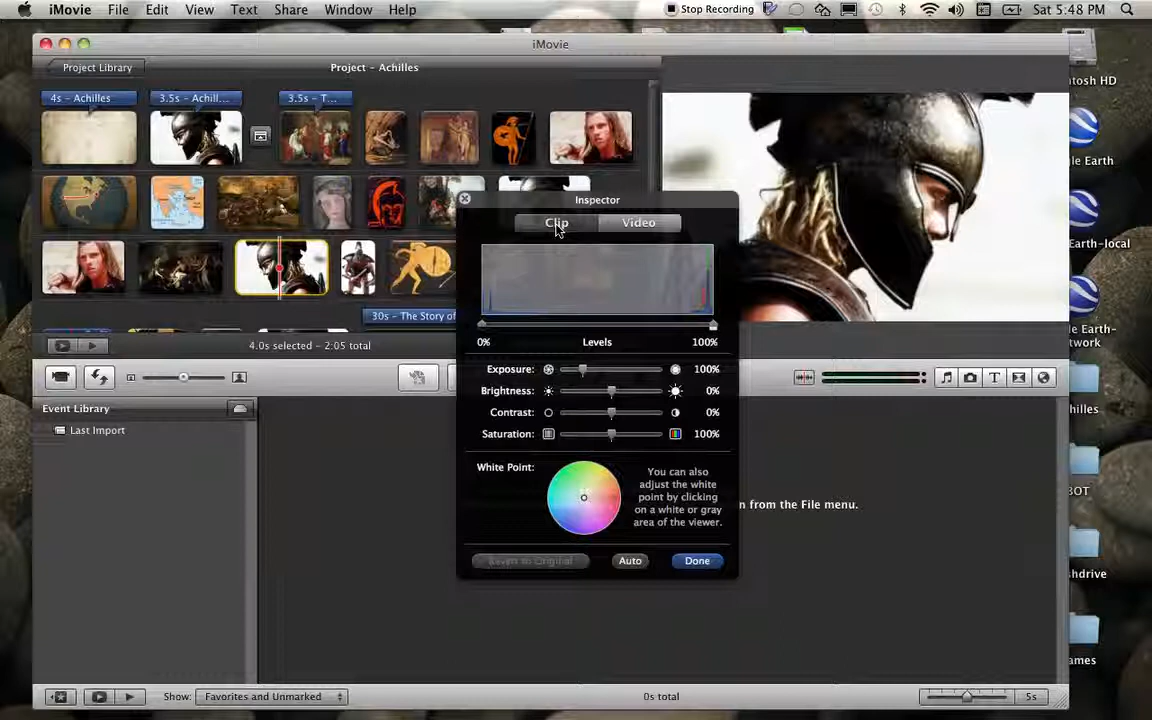 iMovie File Edit View Text Share Window Help Stop Recording Sat 5:48 PM
iMovie
Project Library Project - Achilles
4s - Achilles 3.5s - Achill... 3.5s - T...
Inspector
Clip Video
30s - The Story of
4.0s selected - 2:05 total
0% Levels 100%
Exposure: 100%
Brightness: 0%
Contrast: 0%
Saturation: 100%
White Point:
You can also
adjust the white
point by clicking
on a white or gray
area of the viewer.
Revert to Original Auto Done
Event Library
Last Import
n from the File menu.
Show: Favorites and Unmarked 0s total 5s
ntosh HD
le Earth
Earth-local
le Earth-
twork
hilles
BOT
shdrive
ames